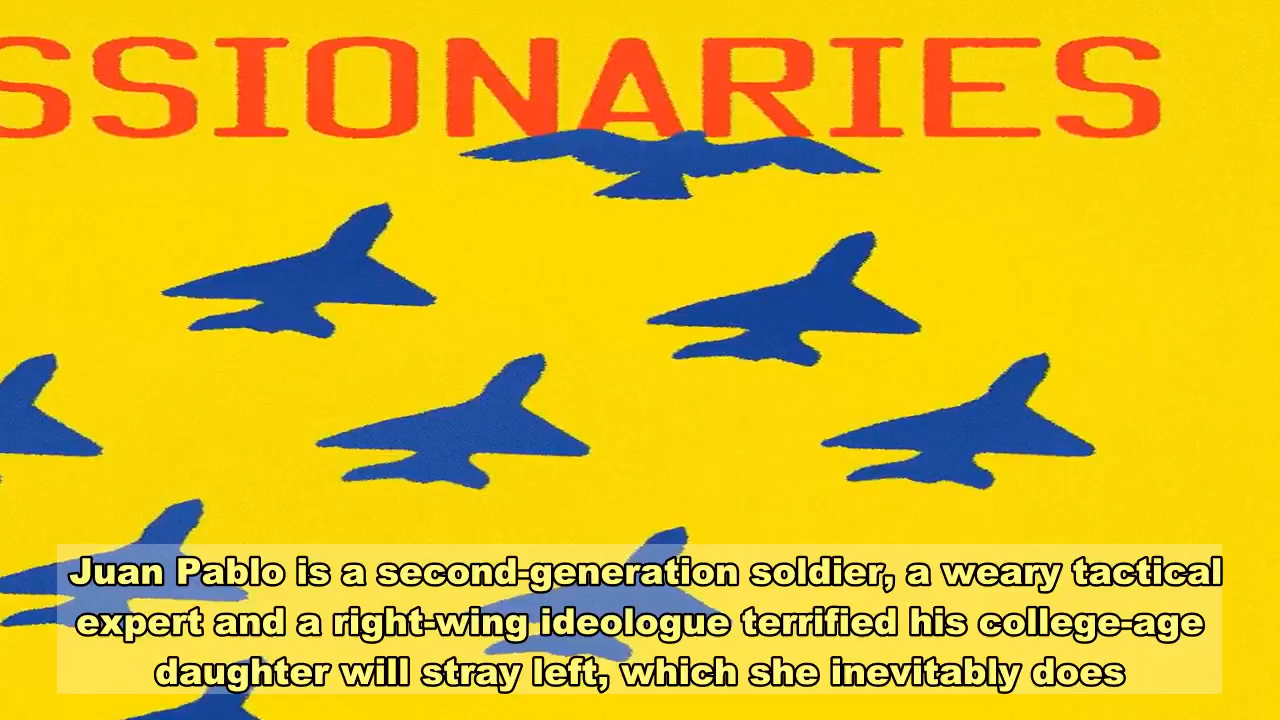 SSIONARIES
Juan Pablo is a second-generation soldier, a weary tactical
expert and a right-wing ideologue terrified his college-age
daughter will stray left, which she inevitably does